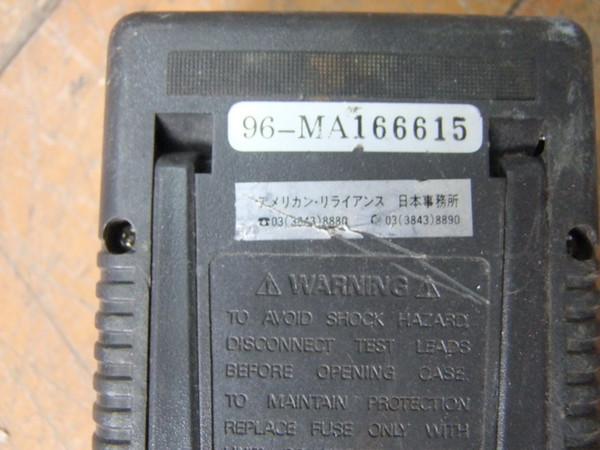 96-MA166615
アメリカン・リライアンス 日本事務所
☎03(3843)8880 03(3843)8890
⚠ WARNING ⚠
TO AVOID SHOCK HAZARD,
DISCONNECT TEST LEADS
BEFORE OPENING CASE.
TO MAINTAIN PROTECTION
REPLACE FUSE ONLY WITH